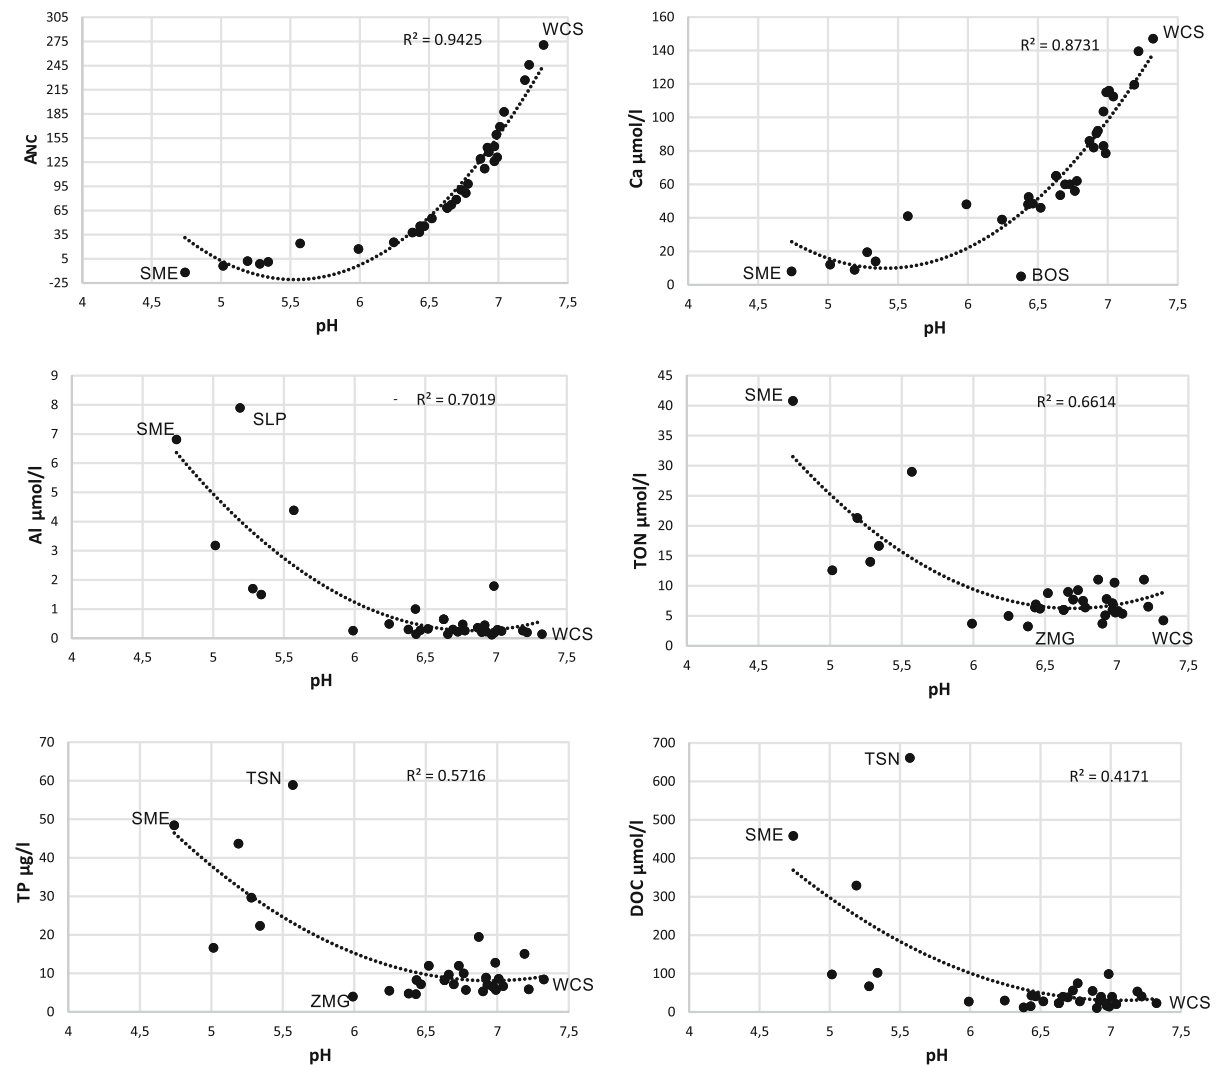 305
275
245
215
185
155
125
95
65
35
5
-25
ANC
R² = 0.9425
WCS
SME
4 4,5 5 5,5 6 6,5 7 7,5
pH
160
140
120
100
80
60
40
20
0
Ca µmol/l
R² = 0.8731
WCS
SME
BOS
4 4,5 5 5,5 6 6,5 7 7,5
pH
9
8
7
6
5
4
3
2
1
0
Al µmol/l
- R² = 0.7019
SLP
SME
WCS
4 4,5 5 5,5 6 6,5 7 7,5
pH
45
40
35
30
25
20
15
10
5
0
TON µmol/l
SME
R² = 0.6614
ZMG
WCS
4 4,5 5 5,5 6 6,5 7 7,5
pH
70
60
50
40
30
20
10
0
TP µg/l
TSN
R² = 0.5716
SME
WCS
ZMG
4 4,5 5 5,5 6 6,5 7 7,5
pH
700
600
500
400
300
200
100
0
DOC µmol/l
TSN
R² = 0.4171
SME
WCS
4 4,5 5 5,5 6 6,5 7 7,5
pH